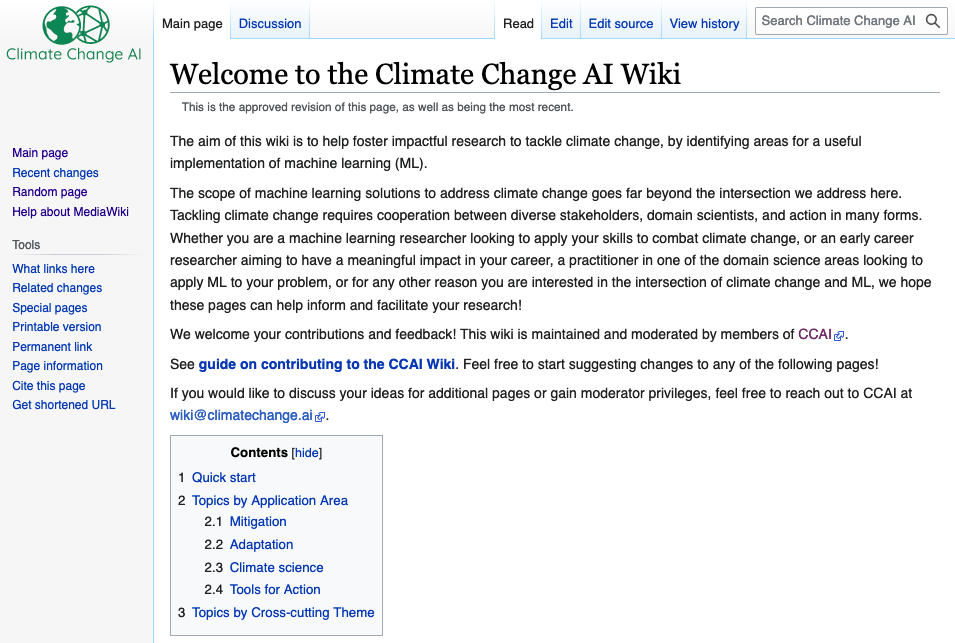 Climate Change AI
Main page
Discussion
Read
Edit
Edit source
View history
Search Climate Change AI
Main page
Recent changes
Random page
Help about MediaWiki
Tools
What links here
Related changes
Special pages
Printable version
Permanent link
Page information
Cite this page
Get shortened URL
Welcome to the Climate Change AI Wiki
This is the approved revision of this page, as well as being the most recent.
The aim of this wiki is to help foster impactful research to tackle climate change, by identifying areas for a useful
implementation of machine learning (ML).
The scope of machine learning solutions to address climate change goes far beyond the intersection we address here.
Tackling climate change requires cooperation between diverse stakeholders, domain scientists, and action in many forms.
Whether you are a machine learning researcher looking to apply your skills to combat climate change, or an early career
researcher aiming to have a meaningful impact in your career, a practitioner in one of the domain science areas looking to
apply ML to your problem, or for any other reason you are interested in the intersection of climate change and ML, we hope
these pages can help inform and facilitate your research!
We welcome your contributions and feedback! This wiki is maintained and moderated by members of CCAI.
See guide on contributing to the CCAI Wiki. Feel free to start suggesting changes to any of the following pages!
If you would like to discuss your ideas for additional pages or gain moderator privileges, feel free to reach out to CCAI at
wiki@climatechange.ai.
Contents [hide]
1 Quick start
2 Topics by Application Area
2.1 Mitigation
2.2 Adaptation
2.3 Climate science
2.4 Tools for Action
3 Topics by Cross-cutting Theme